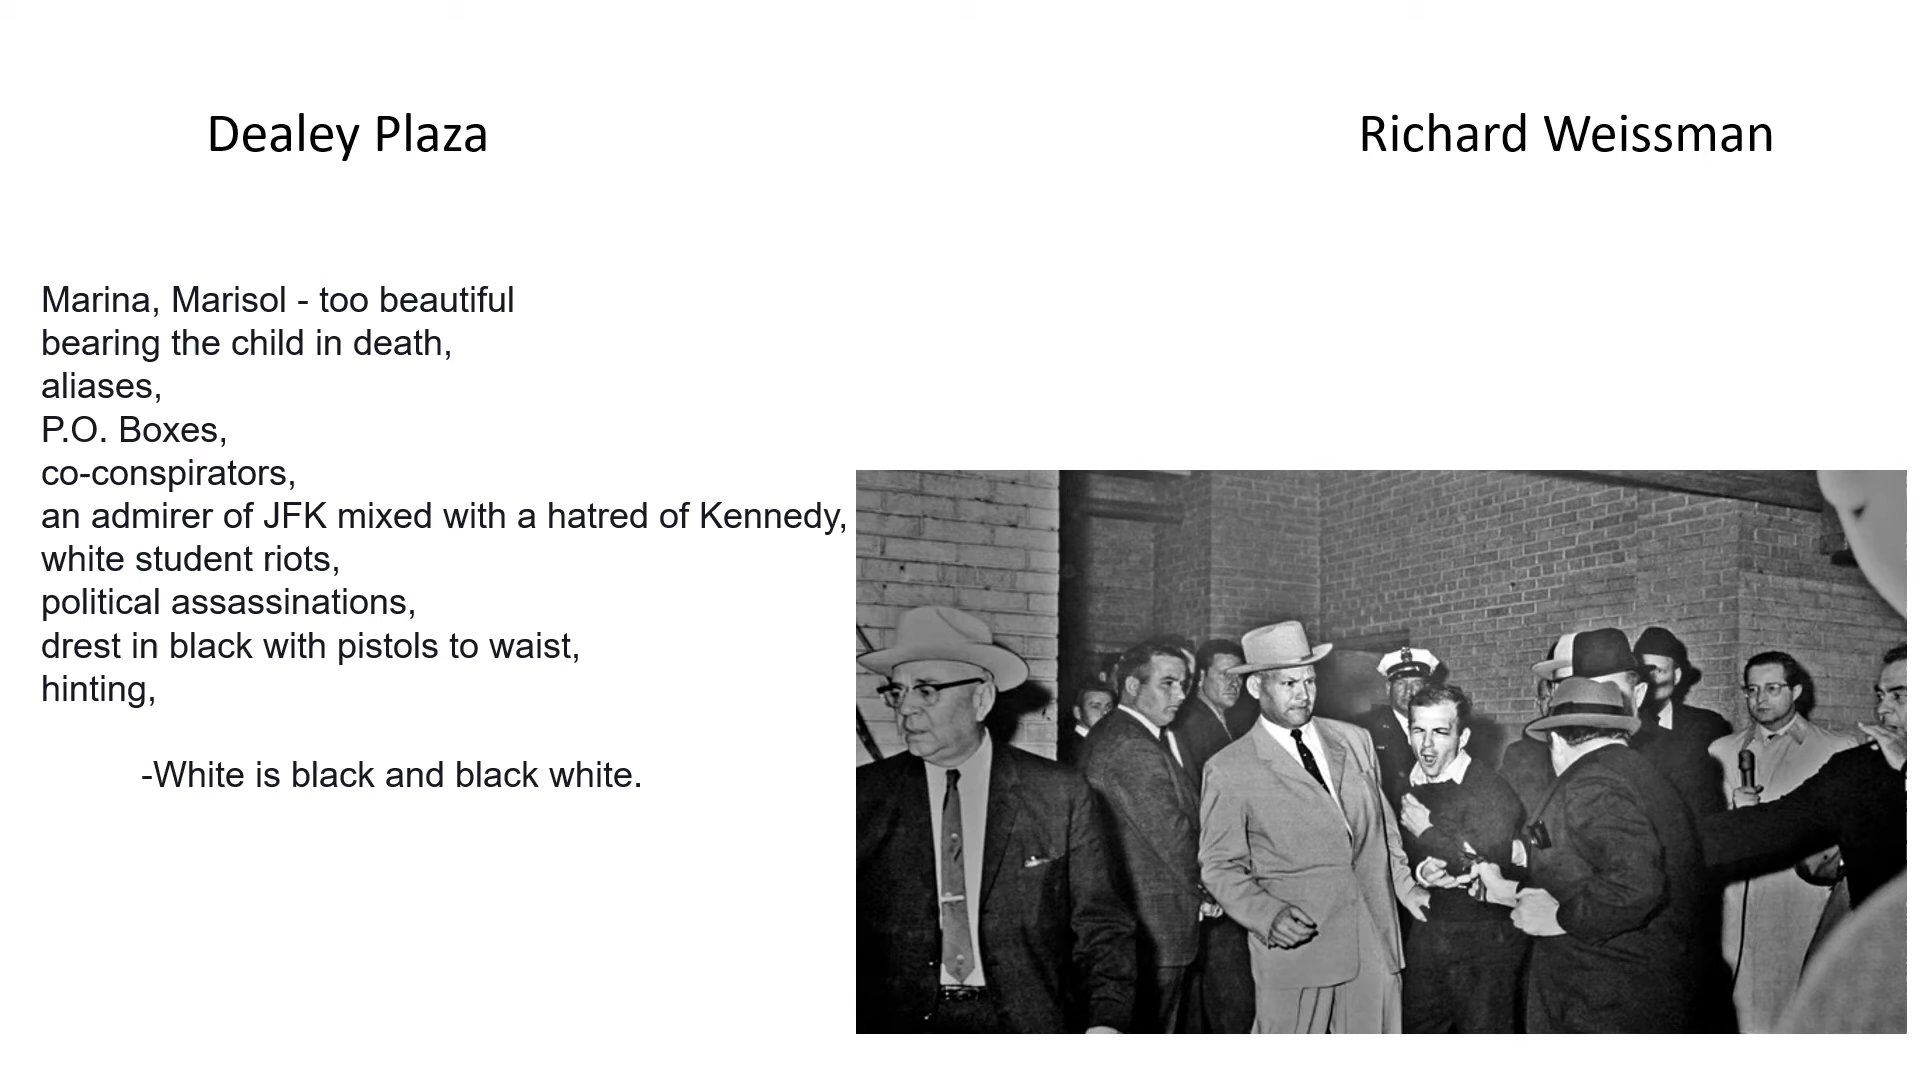 Dealey Plaza
Richard Weissman
Marina, Marisol - too beautiful
bearing the child in death,
aliases,
P.O. Boxes,
co-conspirators,
an admirer of JFK mixed with a hatred of Kennedy,
white student riots,
political assassinations,
drest in black with pistols to waist,
hinting,
-White is black and black white.